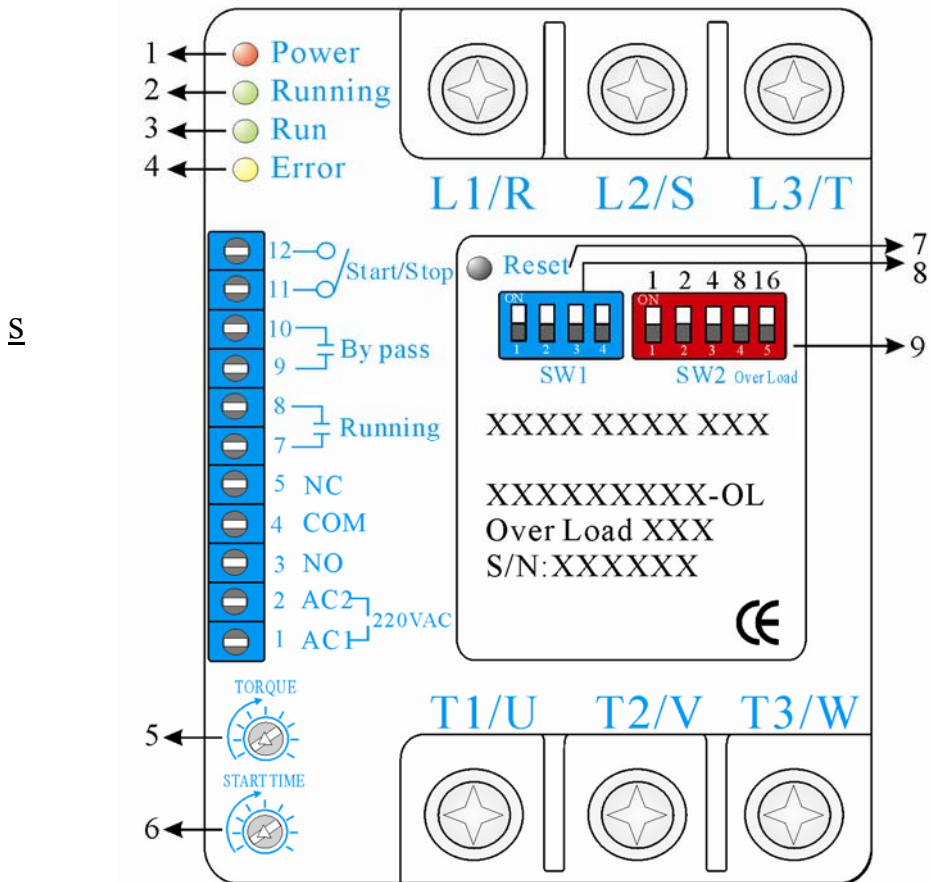 1 Power
2 Running
3 Run
4 Error
L1/R L2/S L3/T
12
11
Start/Stop
10
9
By pass
8
7
Running
5 NC
4 COM
3 NO
2 AC2
1 AC1
220VAC
s
Reset
7
8
1 2 4 8 16
ON
1 2 3 4
SW1
ON
1 2 3 4 5
SW2 Over Load
9
XXXX XXXX XXX
XXXXXXXXX-OL
Over Load XXX
S/N:XXXXXX
CE
TORQUE
5
START TIME
6
T1/U T2/V T3/W